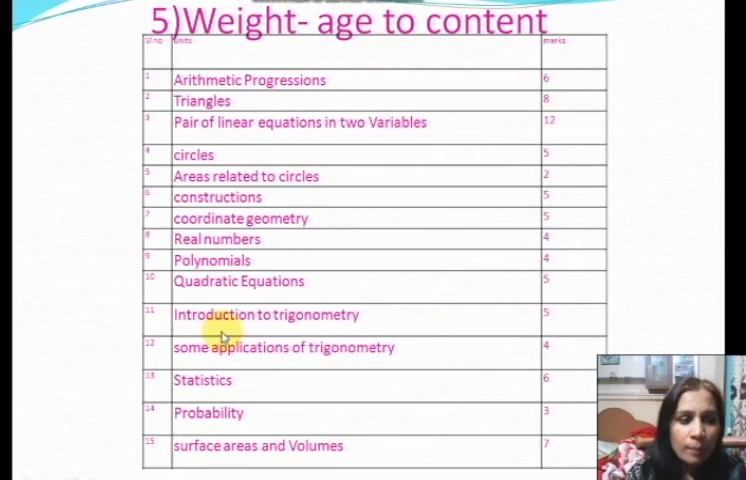 5)Weight- age to content
Sl no units marks
1 Arithmetic Progressions 6
2 Triangles 8
3 Pair of linear equations in two Variables 12
4 circles 5
5 Areas related to circles 2
6 constructions 5
7 coordinate geometry 5
8 Real numbers 4
9 Polynomials 4
10 Quadratic Equations 5
11 Introduction to trigonometry 5
12 some applications of trigonometry 4
13 Statistics 6
14 Probability 3
15 surface areas and Volumes 7